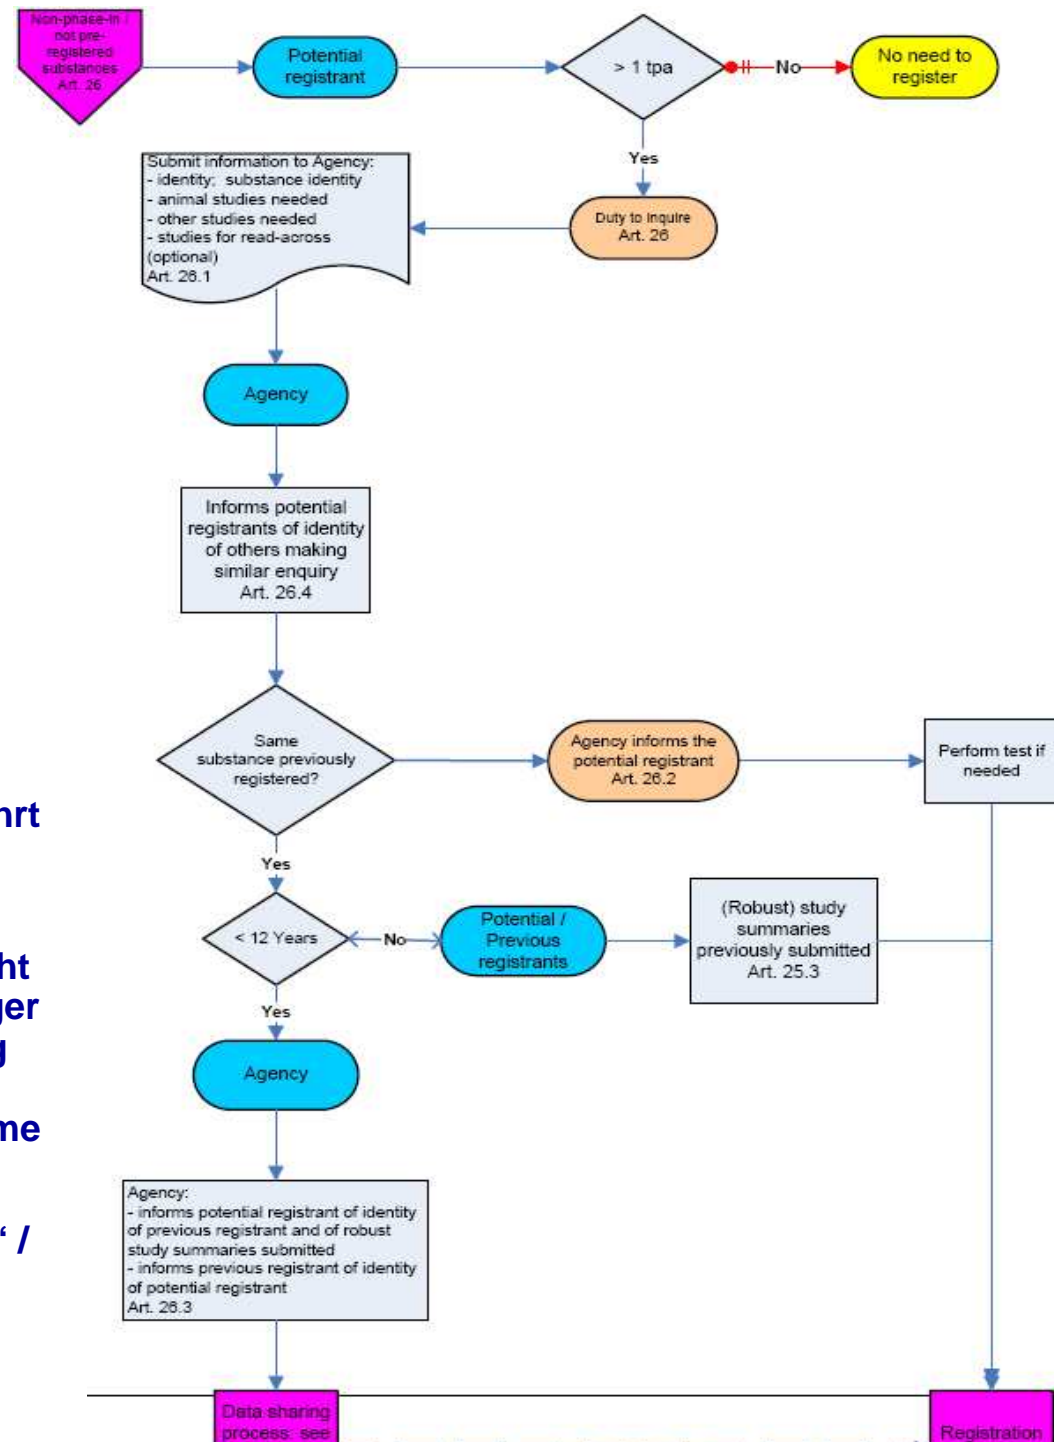 Non-phase-in /
not pre-
registered
substances
Art. 26
Potential
registrant
> 1 tpa
No
No need to
register
Yes
Submit information to Agency:
- identity; substance identity
- animal studies needed
- other studies needed
- studies for read-across
(optional)
Art. 26.1
Duty to inquire
Art. 26
Agency
Informs potential
registrants of identity
of others making
similar enquiry
Art. 26.4
Same
substance previously
registered?
Agency informs the
potential registrant
Art. 26.2
Perform test if
needed
hrt
Yes
< 12 Years
No
Potential /
Previous
registrants
(Robust) study
summaries
previously submitted
Art. 25.3
ht
ger
g
Yes
Agency
me
Agency:
- informs potential registrant of identity
of previous registrant and of robust
study summaries submitted
- informs previous registrant of identity
of potential registrant
Art. 26.3
“ /
Data sharing
process: see
Registration